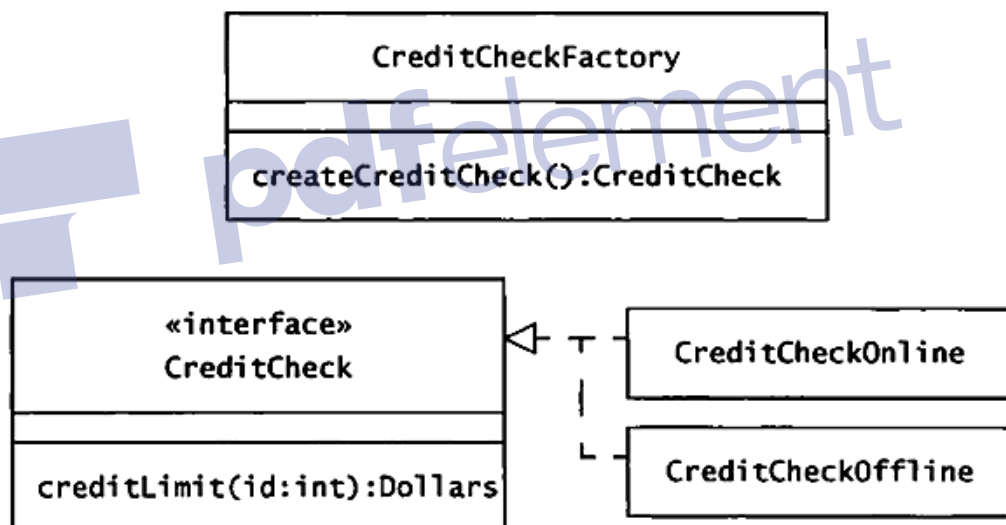 CreditCheckFactory
pdfelement
createCreditCheck():CreditCheck
«interface»
CreditCheck
CreditCheckOnline
creditLimit(id:int):Dollars
CreditCheckOffline